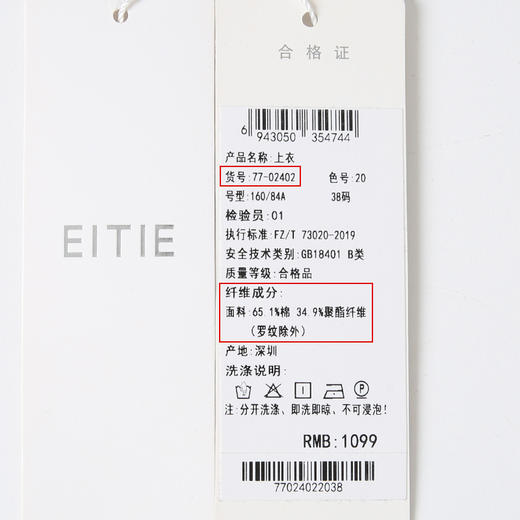 EITIE
合格证
6 943050 354744
产品名称:上衣
货号:77-02402 色号:20
号型:160/84A 38码
检验员:01
执行标准:FZ/T 73020-2019
安全技术类别:GB18401 B类
质量等级:合格品
纤维成分:
面料:65.1%棉 34.9%聚酯纤维
(罗纹除外)
产地:深圳
洗涤说明:
P
注:分开洗涤、即洗即晾、不可浸泡!
RMB:1099
77024022038